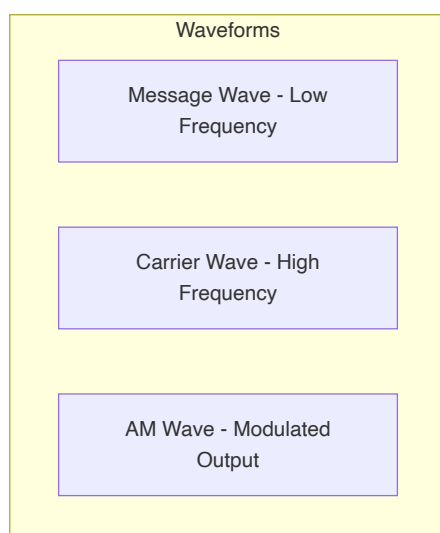 Waveforms
Message Wave - Low
Frequency
Carrier Wave - High
Frequency
AM Wave - Modulated
Output